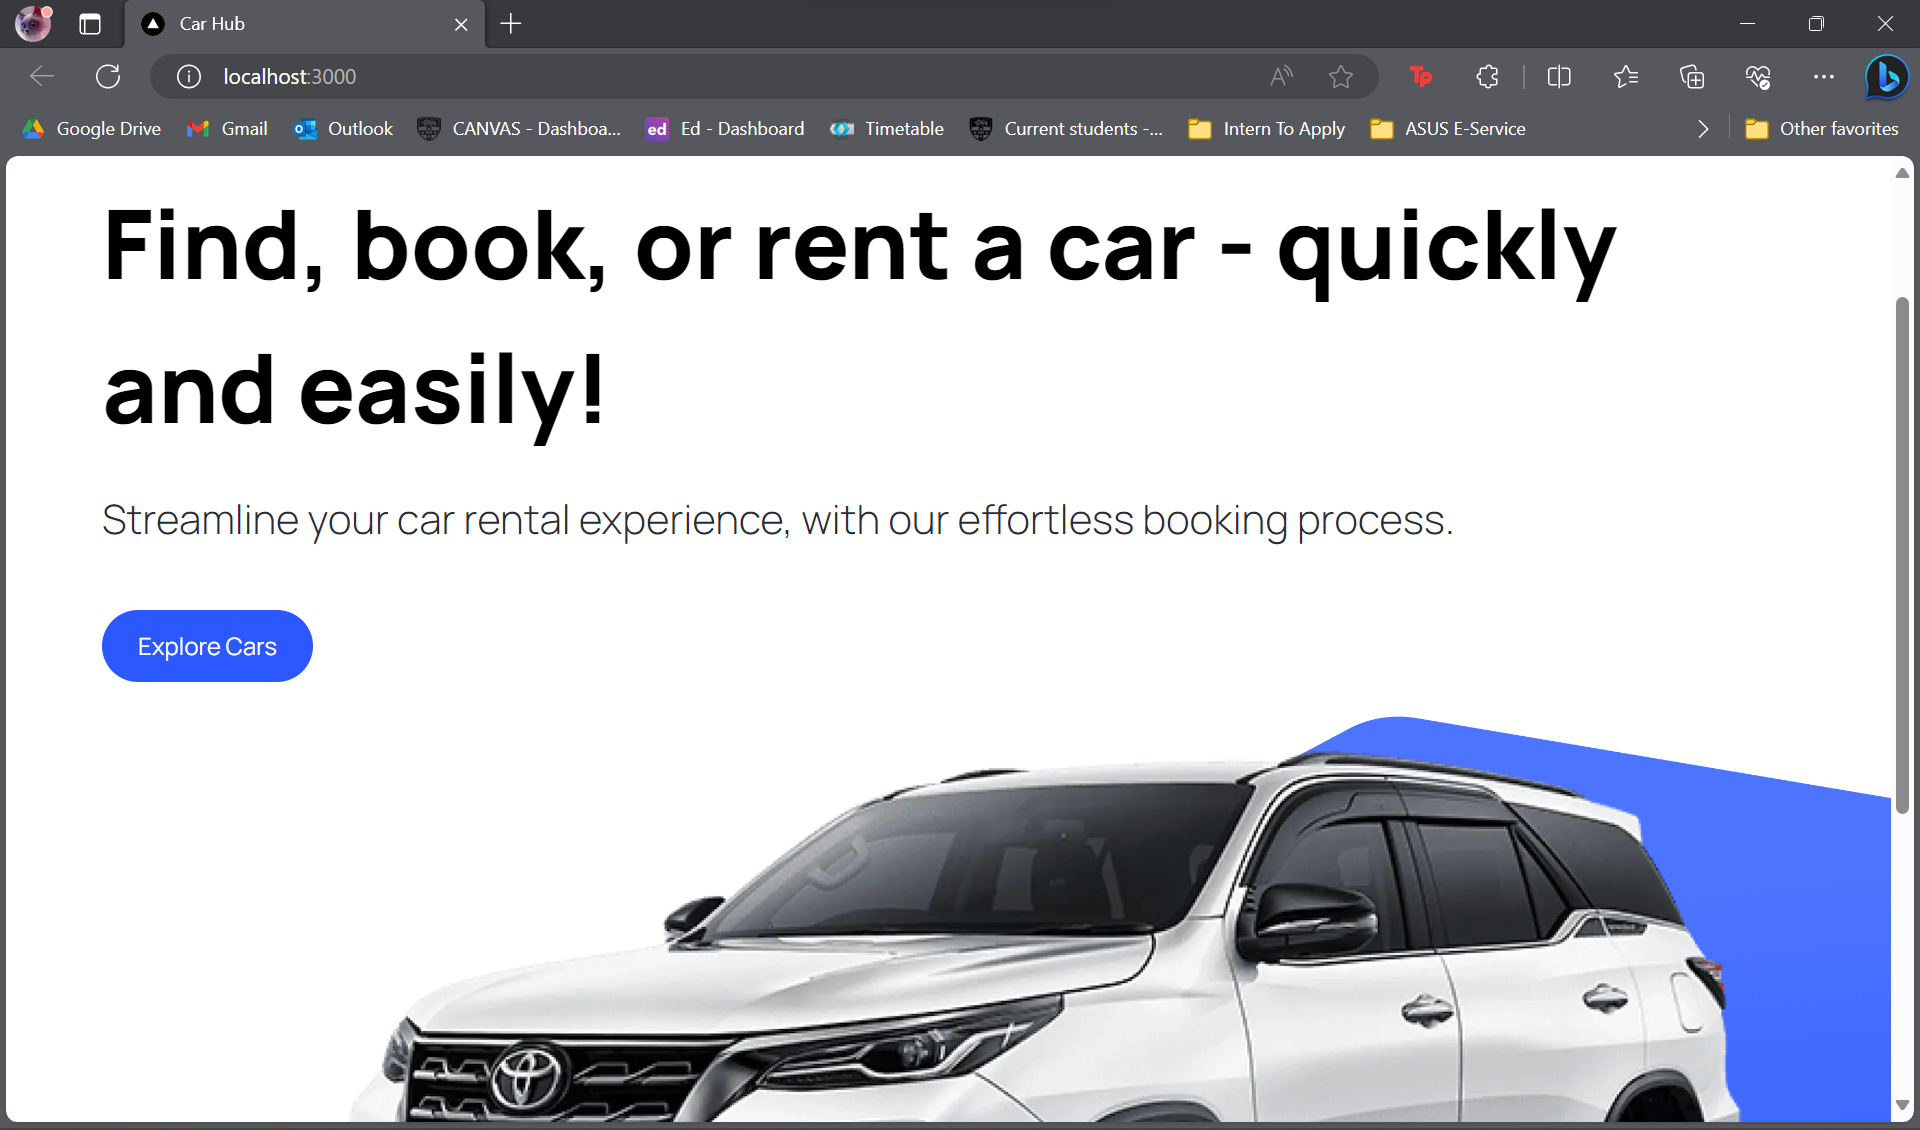 Car Hub
localhost:3000
Google Drive
Gmail
Outlook
CANVAS - Dashboa...
Ed - Dashboard
Timetable
Current students -...
Intern To Apply
ASUS E-Service
Other favorites
Find, book, or rent a car - quickly
and easily!
Streamline your car rental experience, with our effortless booking process.
Explore Cars